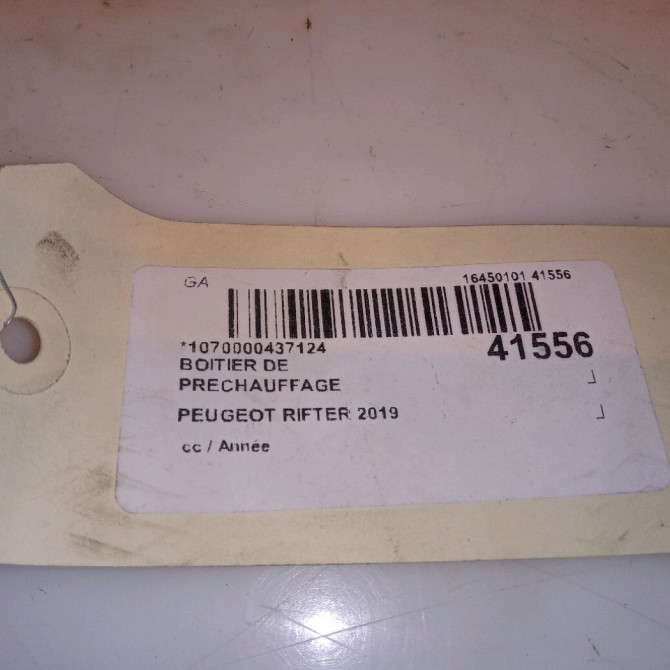 GA 16450101 41556
*1070000437124 41556
BOITIER DE
PRECHAUFFAGE
PEUGEOT RIFTER 2019
cc / Année